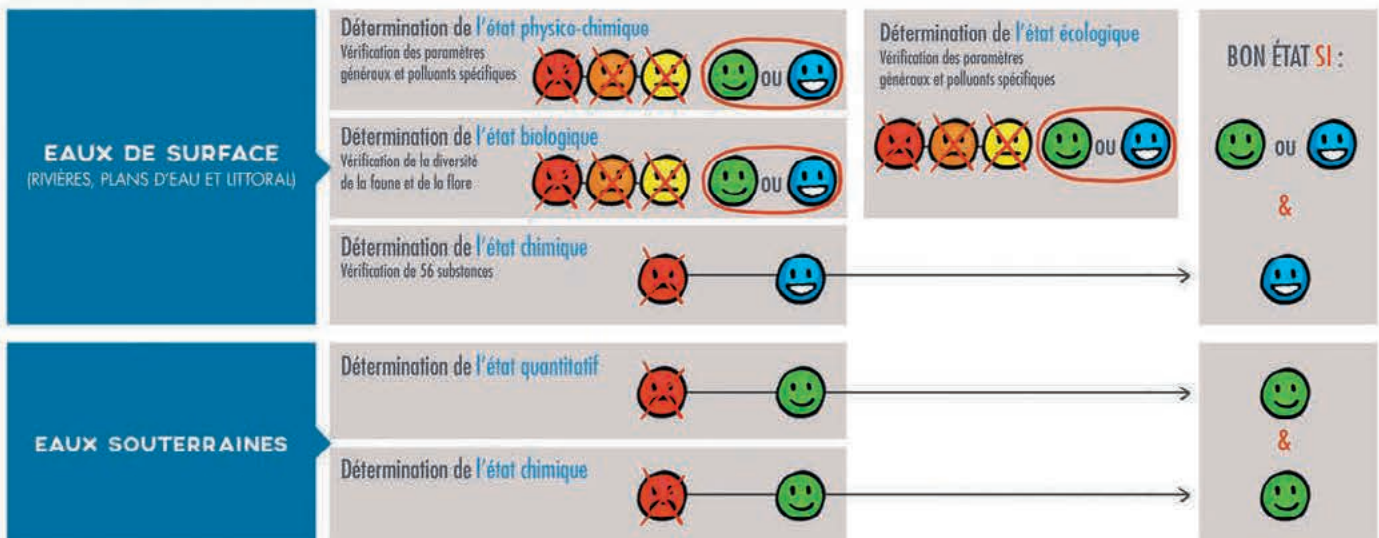 EAUX DE SURFACE
(RIVIÈRES, PLANS D'EAU ET LITTORAL)
Détermination de l'état physico-chimique
Vérification des paramètres
généraux et polluants spécifiques
OU
Détermination de l'état biologique
Vérification de la diversité
de la faune et de la flore
OU
Détermination de l'état chimique
Vérification de 56 substances
Détermination de l'état écologique
Vérification des paramètres
généraux et polluants spécifiques
OU
BON ÉTAT SI :
OU
&
EAUX SOUTERRAINES
Détermination de l'état quantitatif
Détermination de l'état chimique
&